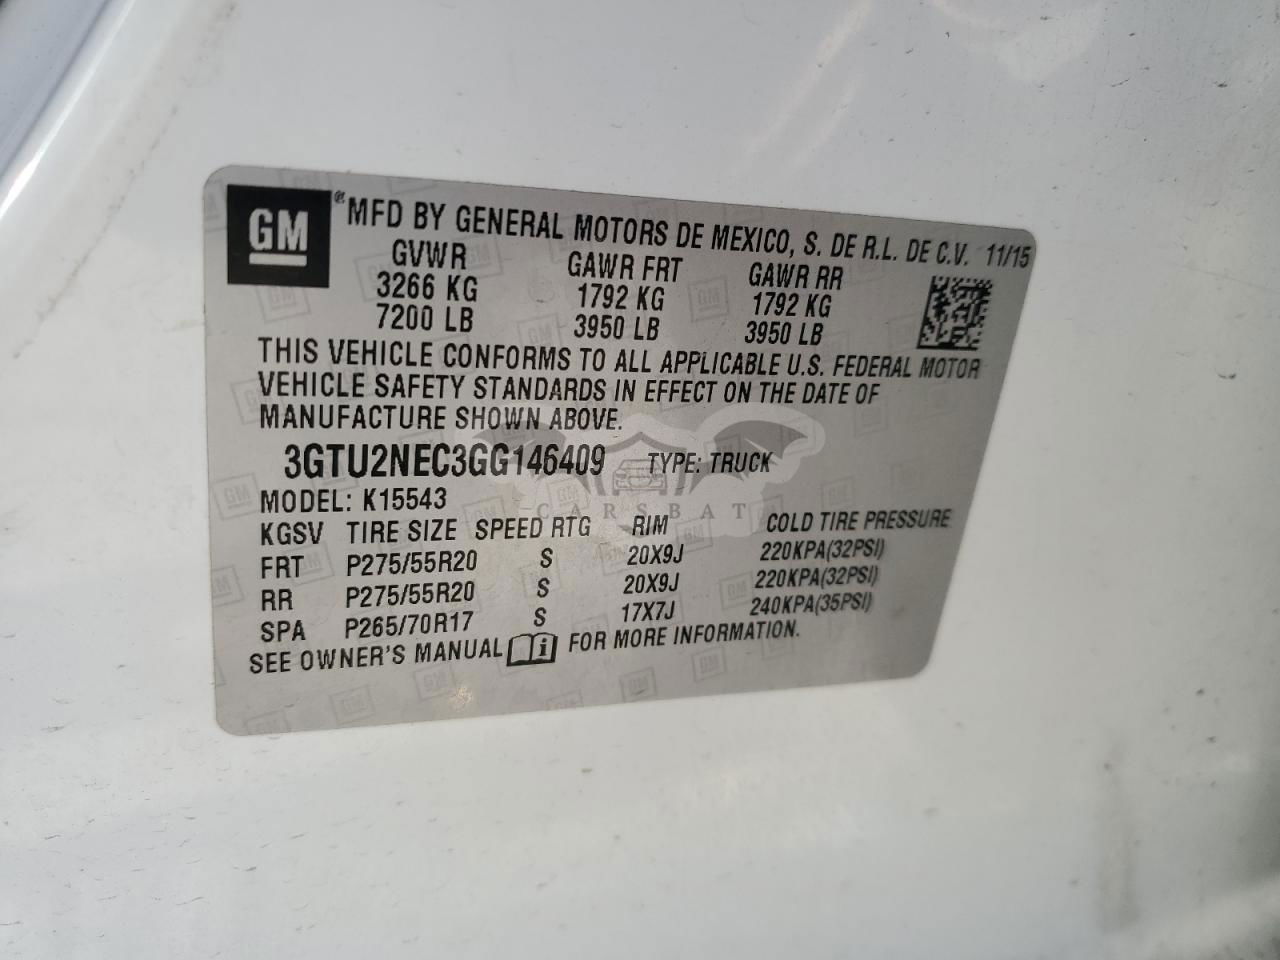 GM ® MFD BY GENERAL MOTORS DE MEXICO, S. DE R.L. DE C.V. 11/15
GVWR GAWR FRT GAWR RR
3266 KG 1792 KG 1792 KG
7200 LB 3950 LB 3950 LB
THIS VEHICLE CONFORMS TO ALL APPLICABLE U.S. FEDERAL MOTOR
VEHICLE SAFETY STANDARDS IN EFFECT ON THE DATE OF
MANUFACTURE SHOWN ABOVE.
3GTU2NEC3GG146409 TYPE: TRUCK
MODEL: K15543
CARSBAT
KGSV TIRE SIZE SPEED RTG RIM COLD TIRE PRESSURE
FRT P275/55R20 S 20X9J 220KPA(32PSI)
RR P275/55R20 S 20X9J 220KPA(32PSI)
SPA P265/70R17 S 17X7J 240KPA(35PSI)
SEE OWNER'S MANUAL i FOR MORE INFORMATION.